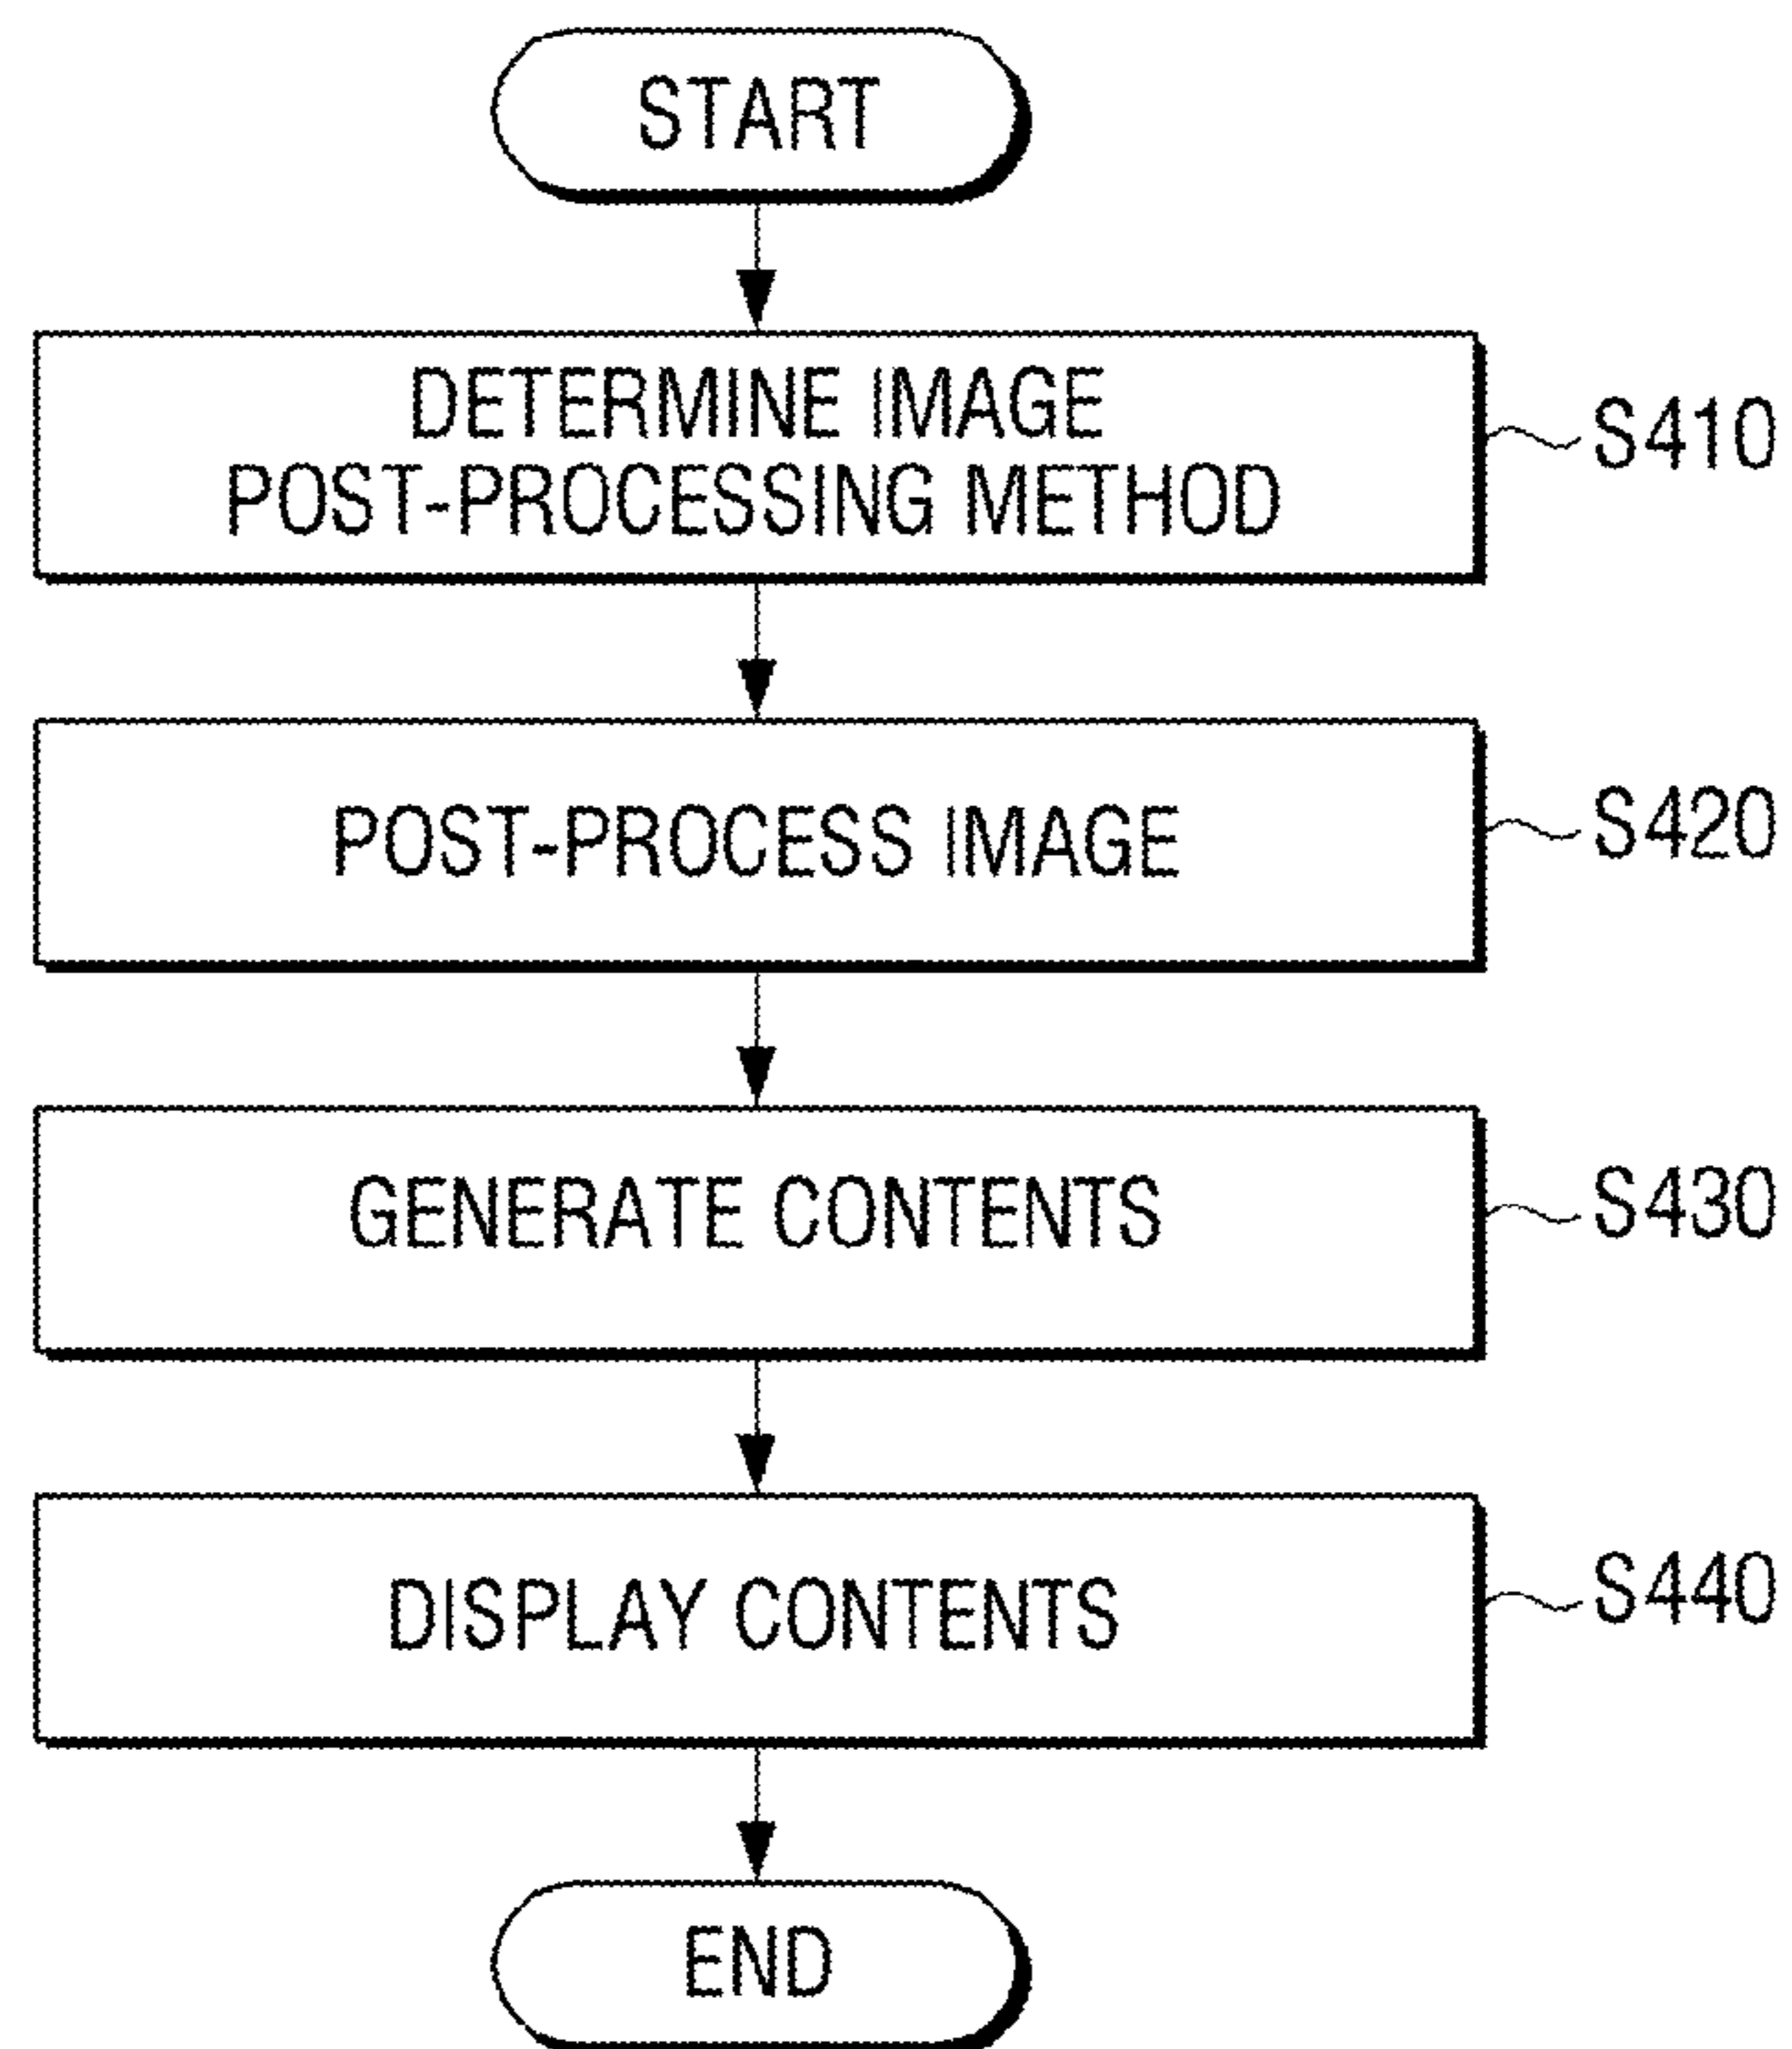 START
DETERMINE IMAGE
POST-PROCESSING METHOD
S410
POST-PROCESS IMAGE
S420
GENERATE CONTENTS
S430
DISPLAY CONTENTS
S440
END